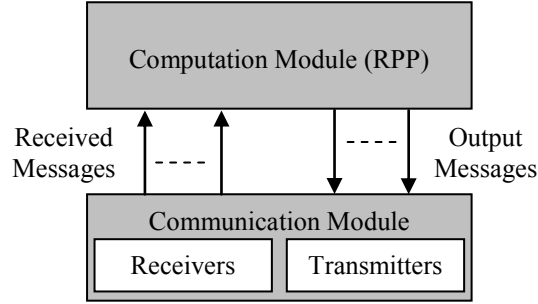 Computation Module (RPP)
Received
Messages
Output
Messages
Communication Module
Receivers
Transmitters